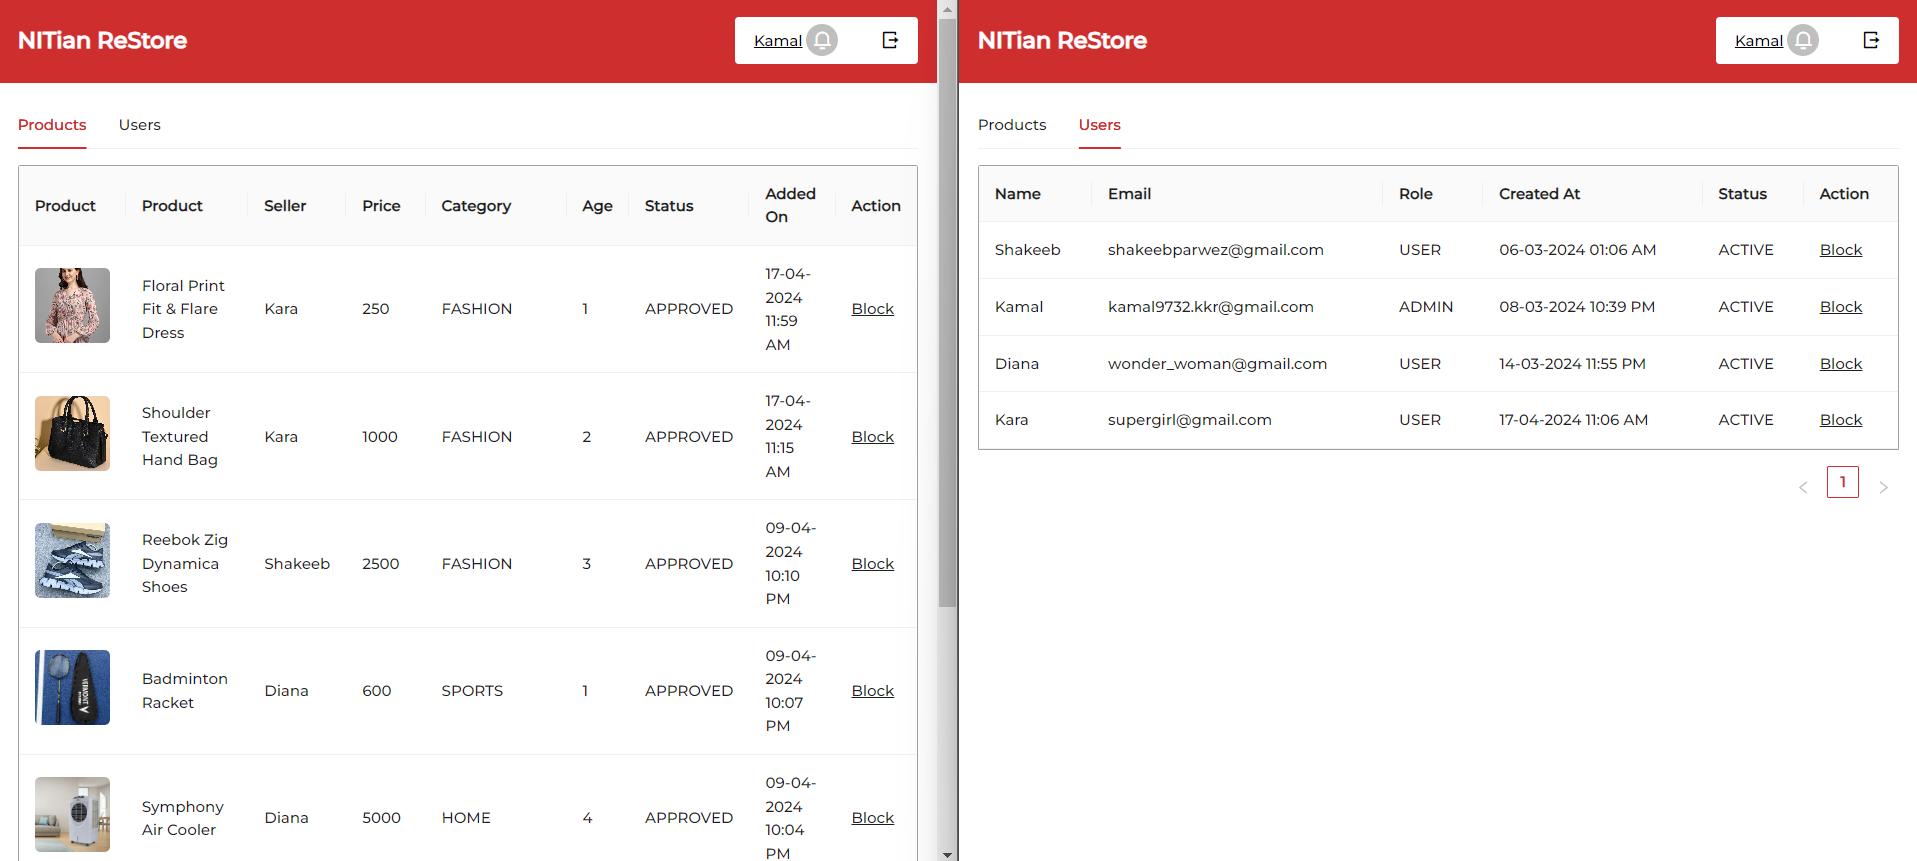 NITian ReStore
Kamal
Products Users
Product Product Seller Price Category Age Status Added On Action
Floral Print Fit & Flare Dress Kara 250 FASHION 1 APPROVED 17-04-2024 11:59 AM Block
Shoulder Textured Hand Bag Kara 1000 FASHION 2 APPROVED 17-04-2024 11:15 AM Block
Reebok Zig Dynamica Shoes Shakeeb 2500 FASHION 3 APPROVED 09-04-2024 10:10 PM Block
VERMONT
Badminton Racket Diana 600 SPORTS 1 APPROVED 09-04-2024 10:07 PM Block
Symphony Air Cooler Diana 5000 HOME 4 APPROVED 09-04-2024 10:04 PM Block
NITian ReStore
Kamal
Products Users
Name Email Role Created At Status Action
Shakeeb shakeebparwez@gmail.com USER 06-03-2024 01:06 AM ACTIVE Block
Kamal kamal9732.kkr@gmail.com ADMIN 08-03-2024 10:39 PM ACTIVE Block
Diana wonder_woman@gmail.com USER 14-03-2024 11:55 PM ACTIVE Block
Kara supergirl@gmail.com USER 17-04-2024 11:06 AM ACTIVE Block
< 1 >